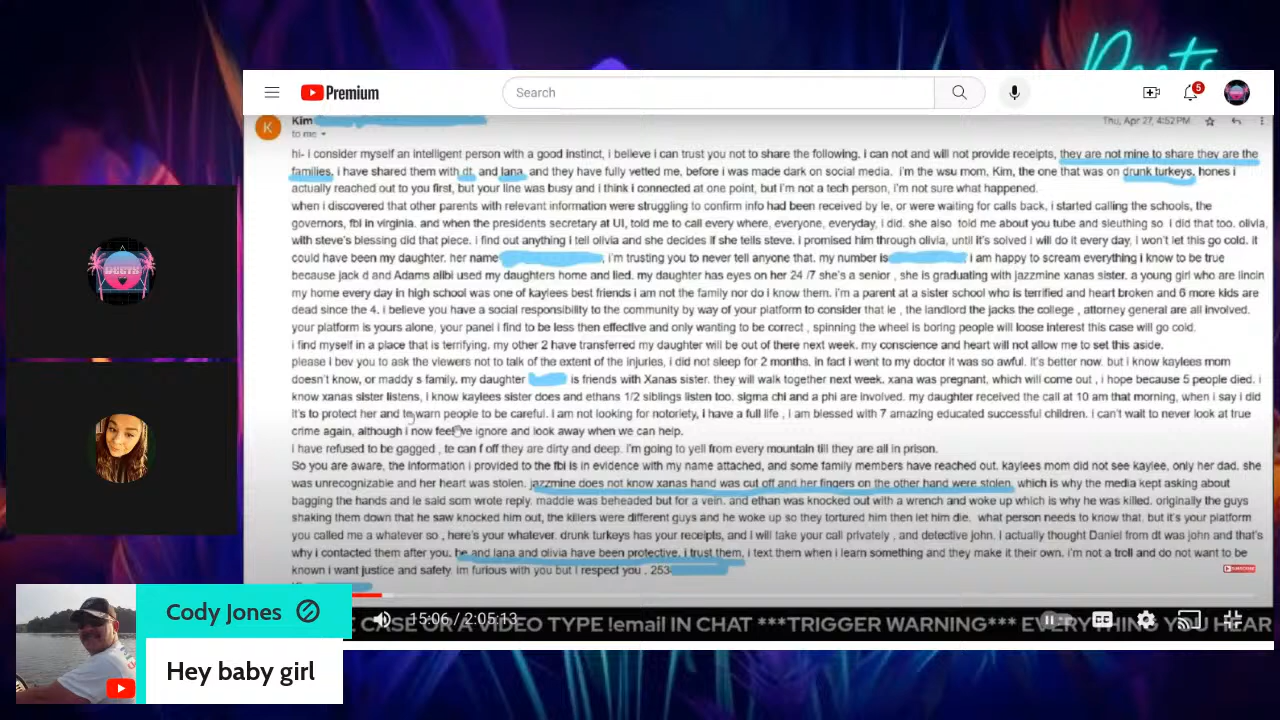 Deets
Premium
Search
5
K
Kim
Thu, Apr 27, 4:52 PM
to me
hi- i consider myself an intelligent person with a good instinct, i believe i can trust you not to share the following. i can not and will not provide receipts, they are not mine to share they are the
families. i have shared them with dt, and lana, and they have fully vetted me, before i was made dark on social media. i'm the wsu mom, Kim, the one that was on drunk turkeys, hones i
actually reached out to you first, but your line was busy and i think i connected at one point, but i'm not a tech person, i'm not sure what happened.
when i discovered that other parents with relevant information were struggling to confirm info had been received by le, or were waiting for calls back, i started calling the schools, the
governors, fbi in virginia. and when the presidents secretary at UI, told me to call every where, everyone, everyday, i did. she also told me about you tube and sleuthing so i did that too. olivia,
with steve's blessing did that piece. i find out anything i tell olivia and she decides if she tells steve. i promised him through olivia, until it's solved i will do it every day, i won't let this go cold. it
could have been my daughter. her name i'm trusting you to never tell anyone that. my number is i am happy to scream everything i know to be true
because jack d and Adams alibi used my daughters home and lied. my daughter has eyes on her 24 /7 she's a senior , she is graduating with jazzmine xanas sister. a young girl who are lincin
my home every day in high school was one of kaylees best friends i am not the family nor do i know them. i'm a parent at a sister school who is terrified and heart broken and 6 more kids are
dead since the 4. i believe you have a social responsibility to the community by way of your platform to consider that le , the landlord the jacks the college , attorney general are all involved.
your platform is yours alone, your panel i find to be less then effective and only wanting to be correct , spinning the wheel is boring people will loose interest this case will go cold.
i find myself in a place that is terrifying. my other 2 have transferred my daughter will be out of there next week. my conscience and heart will not allow me to set this aside.
please i bev you to ask the viewers not to talk of the extent of the injuries, i did not sleep for 2 months. in fact i went to my doctor it was so awful. it's better now. but i know kaylees mom
doesn't know, or maddy s family. my daughter is friends with Xanas sister. they will walk together next week. xana was pregnant, which will come out , i hope because 5 people died. i
know xanas sister listens, i know kaylees sister does and ethans 1/2 siblings listen too. sigma chi and a phi are involved. my daughter received the call at 10 am that morning, when i say i did
it's to protect her and to warn people to be careful. i am not looking for notoriety, i have a full life , i am blessed with 7 amazing educated successful children. i can't wait to never look at true
crime again, although i now feel we ignore and look away when we can help.
i have refused to be gagged , te can f off they are dirty and deep. i'm going to yell from every mountain till they are all in prison.
So you are aware, the information i provided to the fbi is in evidence with my name attached, and some family members have reached out. kaylees mom did not see kaylee, only her dad. she
was unrecognizable and her heart was stolen. jazzmine does not know xanas hand was cut off and her fingers on the other hand were stolen, which is why the media kept asking about
bagging the hands and le said som wrote reply. maddie was beheaded but for a vein. and ethan was knocked out with a wrench and woke up which is why he was killed. originally the guys
shaking them down that he saw knocked him out, the killers were different guys and he woke up so they tortured him then let him die. what person needs to know that, but it's your platform
you called me a whatever so , here's your whatever. drunk turkeys has your receipts, and I will take your call privately , and detective john. I actually thought Daniel from dt was john and that's
why i contacted them after you. he and lana and olivia have been protective. i trust them, i text them when i learn something and they make it their own. i'm not a troll and do not want to be
known i want justice and safety. im furious with you but I respect you . 253
SUBSCRIBE
15:06 / 2:05:13
CASE OR A VIDEO TYPE !email IN CHAT ***TRIGGER WARNING*** EVERYTHING YOU HEAR
DEETS
Cody Jones
Hey baby girl